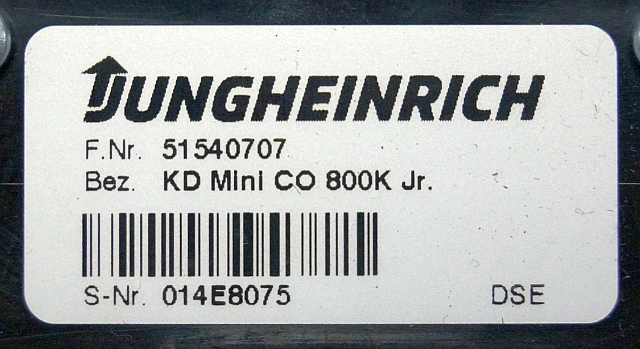 JUNGHEINRICH
F.Nr. 51540707
Bez. KD Mini CO 800K Jr.
S-Nr. 014E8075 DSE